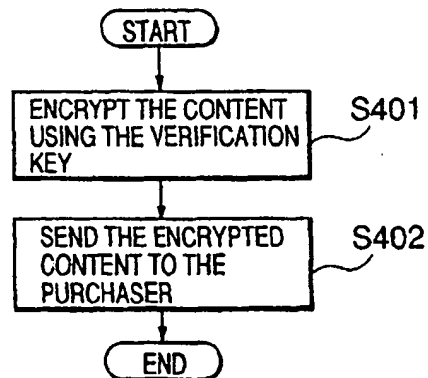 START
ENCRYPT THE CONTENT
USING THE VERIFICATION
KEY
S401
SEND THE ENCRYPTED
CONTENT TO THE
PURCHASER
S402
END